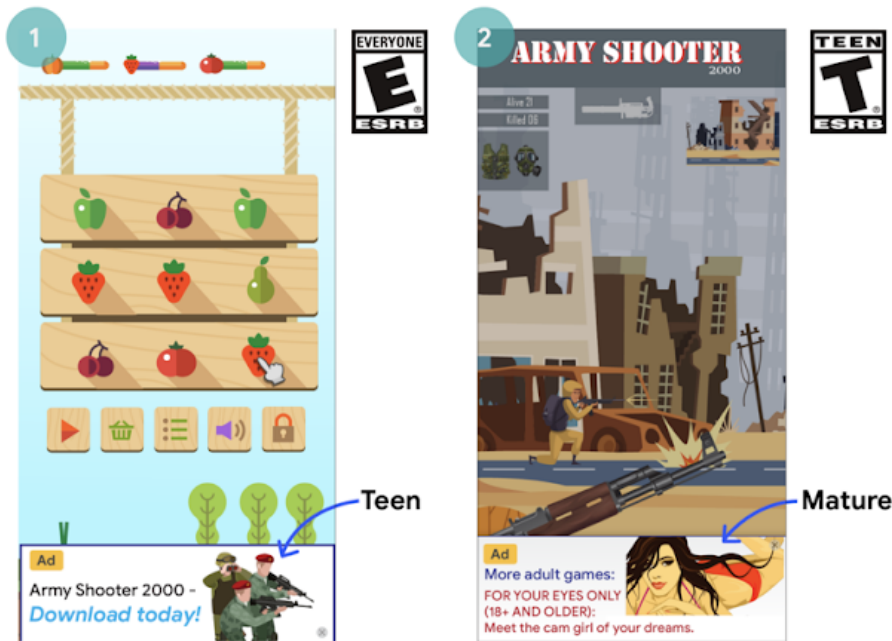 1
EVERYONE
E
ESRB
Teen
Ad
Army Shooter 2000 -
Download today!
2
ARMY SHOOTER
2000
Alive 21
Killed 06
TEEN
T
ESRB
Mature
Ad
More adult games:
FOR YOUR EYES ONLY
(18+ AND OLDER):
Meet the cam girl of your dreams.